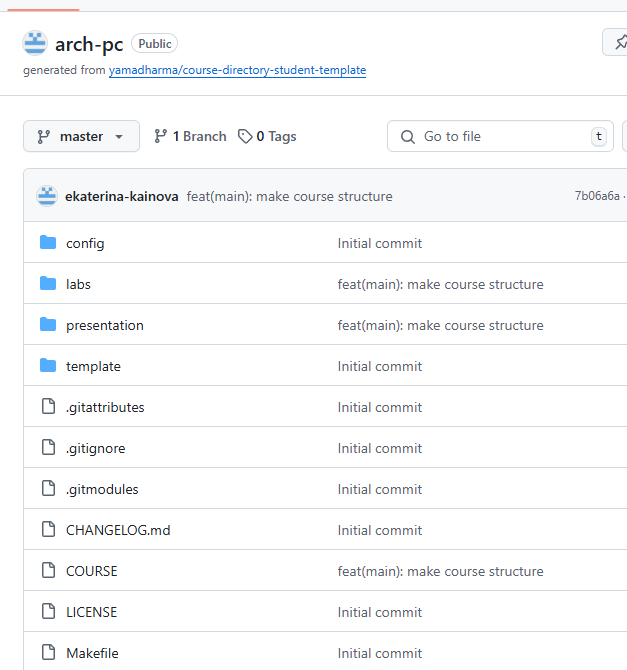 arch-pc Public
generated from yamadharma/course-directory-student-template
master 1 Branch 0 Tags Go to file t
ekaterina-kainova feat(main): make course structure 7b06a6a ·
config Initial commit
labs feat(main): make course structure
presentation feat(main): make course structure
template Initial commit
.gitattributes Initial commit
.gitignore Initial commit
.gitmodules Initial commit
CHANGELOG.md Initial commit
COURSE feat(main): make course structure
LICENSE Initial commit
Makefile Initial commit